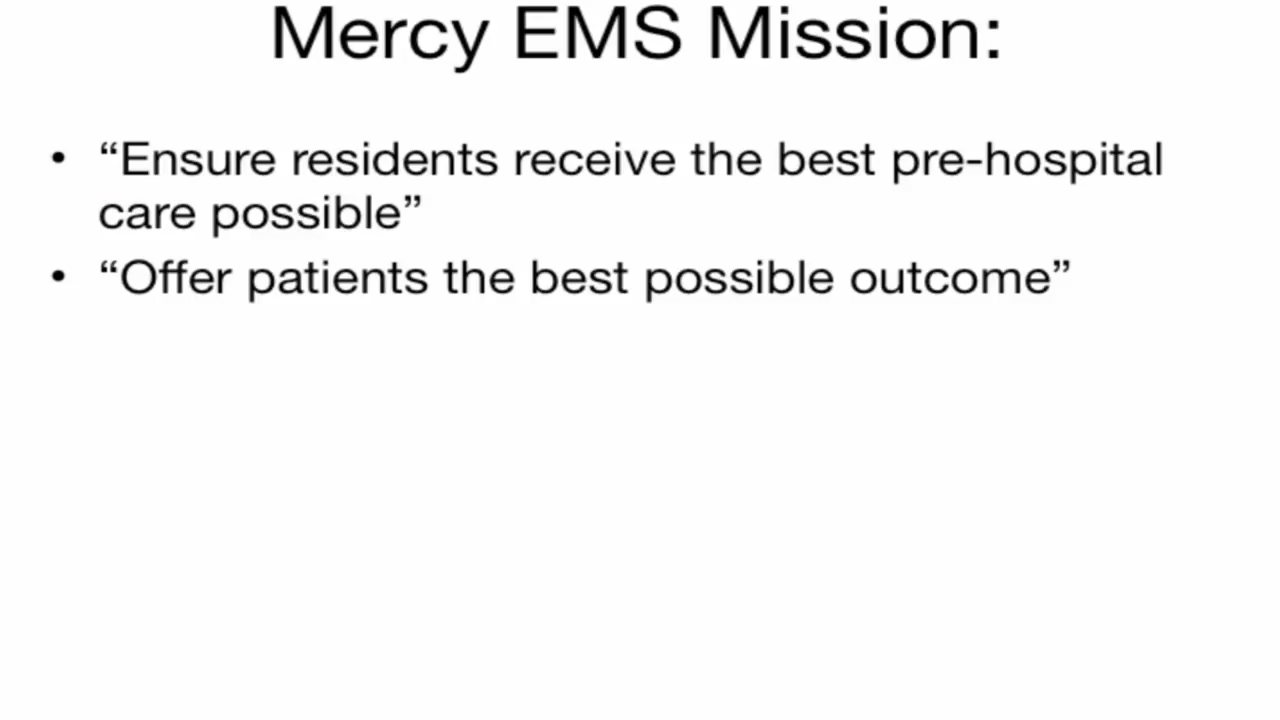 Mercy EMS Mission:
• “Ensure residents receive the best pre-hospital
care possible”
• “Offer patients the best possible outcome”